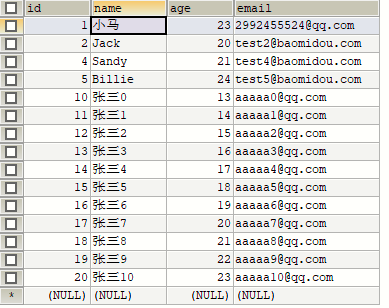 id name age email
1 小马 23 2992455524@qq.com
2 Jack 20 test2@baomidou.com
4 Sandy 21 test4@baomidou.com
5 Billie 24 test5@baomidou.com
10 张三0 13 aaaaa0@qq.com
11 张三1 14 aaaaa1@qq.com
12 张三2 15 aaaaa2@qq.com
13 张三3 16 aaaaa3@qq.com
14 张三4 17 aaaaa4@qq.com
15 张三5 18 aaaaa5@qq.com
16 张三6 19 aaaaa6@qq.com
17 张三7 20 aaaaa7@qq.com
18 张三8 21 aaaaa8@qq.com
19 张三9 22 aaaaa9@qq.com
20 张三10 23 aaaaa10@qq.com
* (NULL) (NULL) (NULL) (NULL)